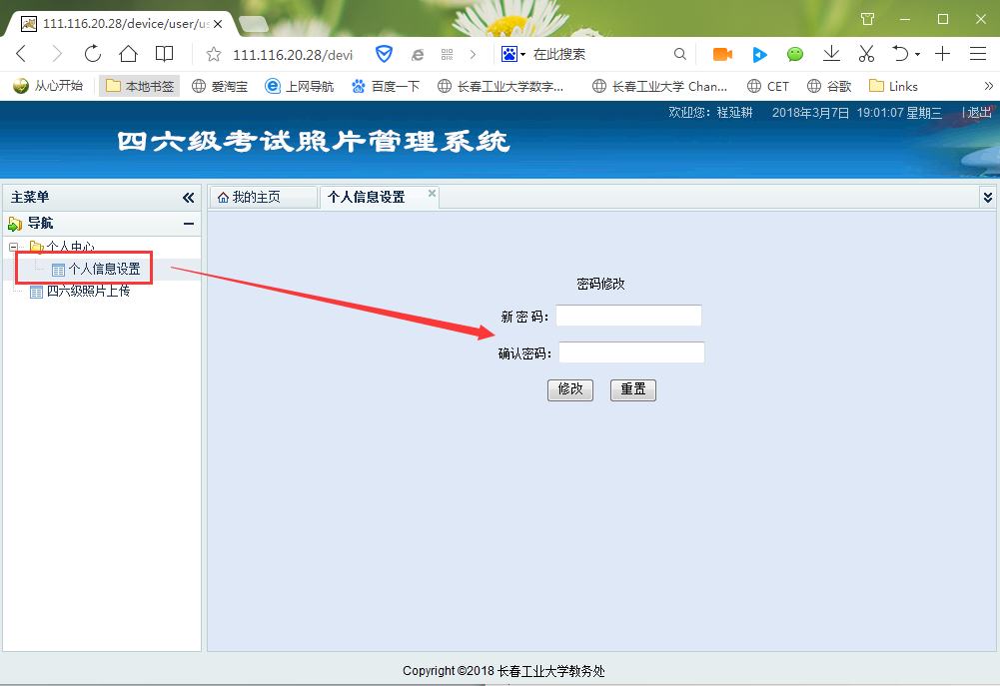 111.116.20.28/device/user/us
111.116.20.28/devi
在此搜索
从心开始 本地书签 爱淘宝 上网导航 百度一下 长春工业大学数字... 长春工业大学 Chan... CET 谷歌 Links
欢迎您：程延耕 2018年3月7日 19:01:07 星期三 | 退出
四六级考试照片管理系统
主菜单
我的主页 个人信息设置
导航
个人中心
个人信息设置
四六级照片上传
密码修改
新 密 码：
确认密码：
修改 重置
Copyright ©2018 长春工业大学教务处